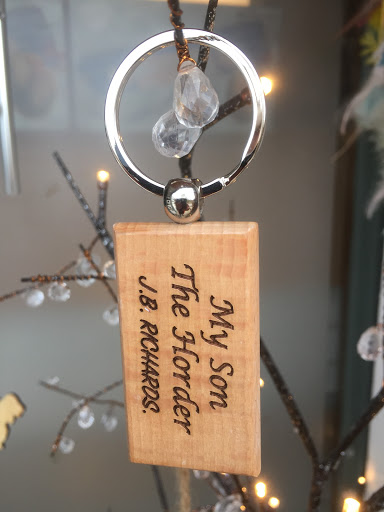 My Son
The Horder
J.B. RICHARDS.